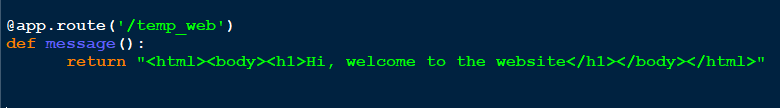 @app.route('/temp_web')
def message():
      return "<html><body><h1>Hi, welcome to the website</h1></body></html>"